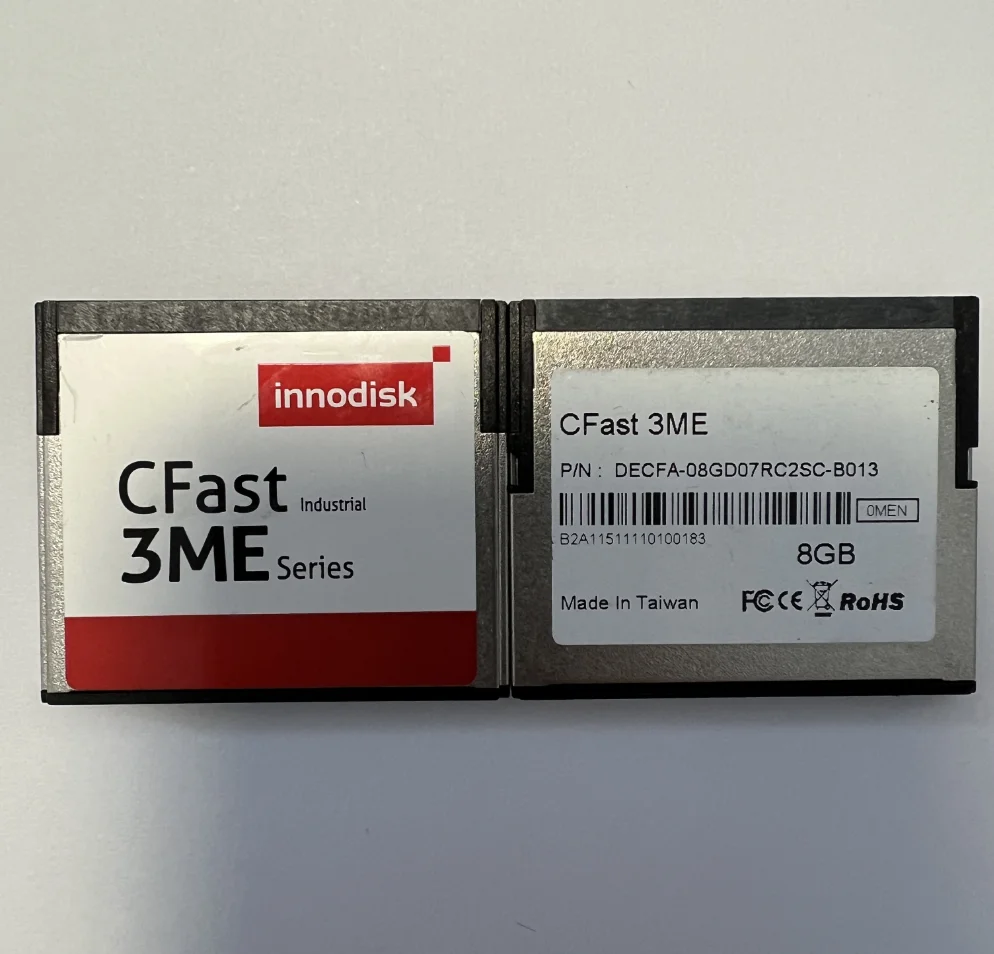 innodisk
CFast Industrial
3ME Series
CFast 3ME
P/N : DECFA-08GD07RC2SC-B013
0MEN
B2A11511110100183
8GB
Made In Taiwan FC CE RoHS